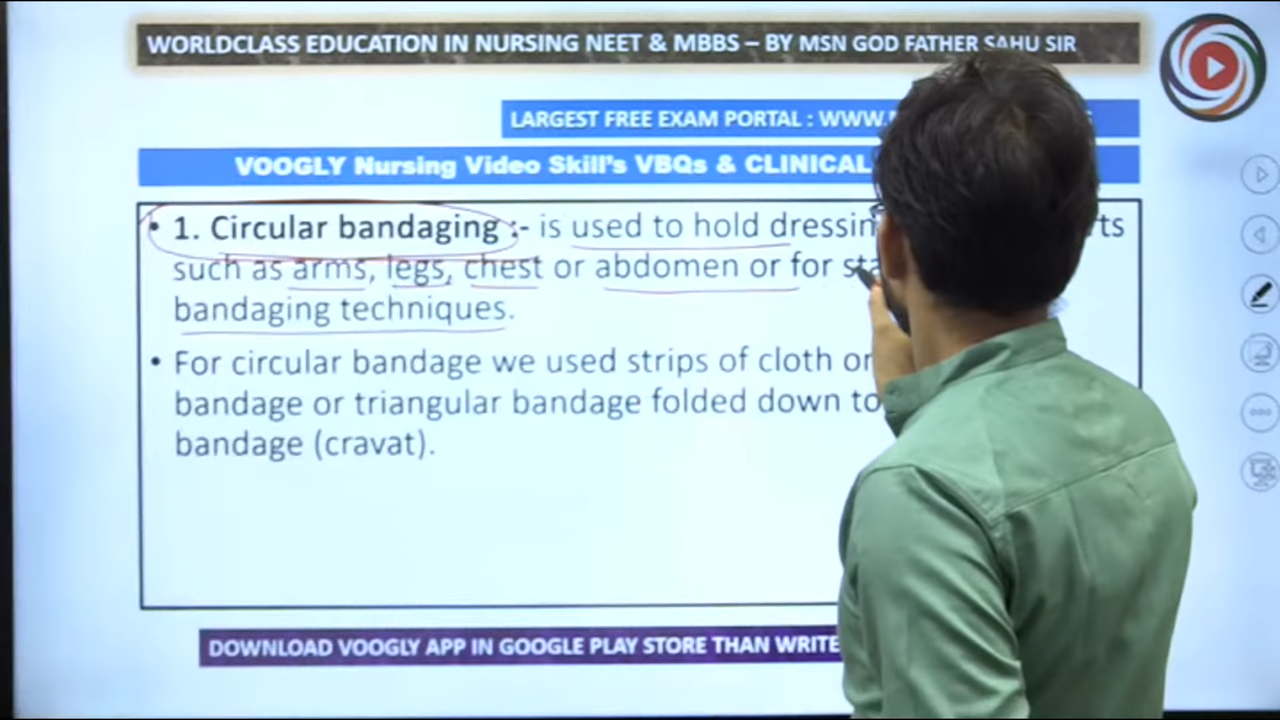 WORLDCLASS EDUCATION IN NURSING NEET & MBBS – BY MSN GOD FATHER SAHU SIR
LARGEST FREE EXAM PORTAL : WWW.
VOOGLY Nursing Video Skill's VBQs & CLINICAL
• 1. Circular bandaging :- is used to hold
such as arms, legs, chest or abdomen or for
bandaging techniques.
• For circular bandage we used strips of cloth or
bandage or triangular bandage folded down to
bandage (cravat).
DOWNLOAD VOOGLY APP IN GOOGLE PLAY STORE THAN WRITE